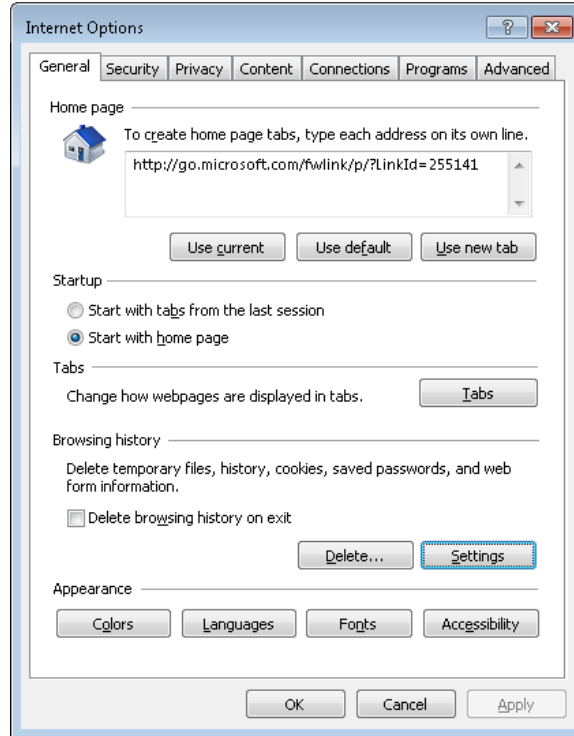 Internet Options
General Security Privacy Content Connections Programs Advanced
Home page
To create home page tabs, type each address on its own line.
http://go.microsoft.com/fwlink/p/?LinkId=255141
Use current Use default Use new tab
Startup
Start with tabs from the last session
Start with home page
Tabs
Change how webpages are displayed in tabs. Tabs
Browsing history
Delete temporary files, history, cookies, saved passwords, and web
form information.
Delete browsing history on exit
Delete... Settings
Appearance
Colors Languages Fonts Accessibility
OK Cancel Apply